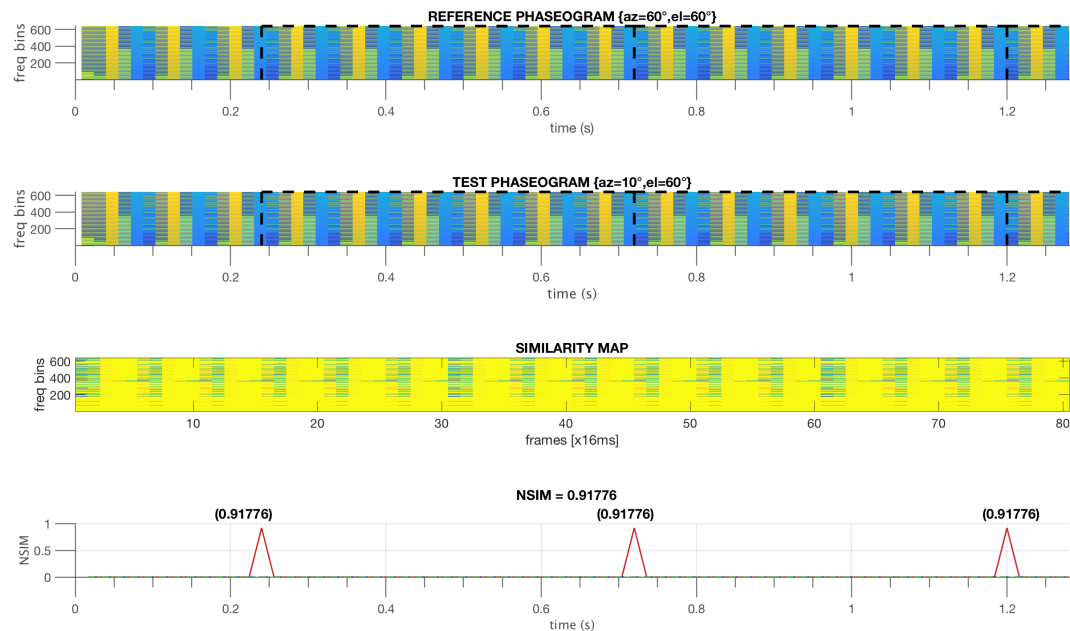 REFERENCE PHASEOGRAM {az=60°,el=60°}
freq bins
600
400
200
0 0.2 0.4 0.6 0.8 1 1.2
time (s)
TEST PHASEOGRAM {az=10°,el=60°}
freq bins
600
400
200
0 0.2 0.4 0.6 0.8 1 1.2
time (s)
SIMILARITY MAP
freq bins
600
400
200
10 20 30 40 50 60 70 80
frames [x16ms]
NSIM = 0.91776
(0.91776) (0.91776) (0.91776)
NSIM
1
0.5
0
0 0.2 0.4 0.6 0.8 1 1.2
time (s)